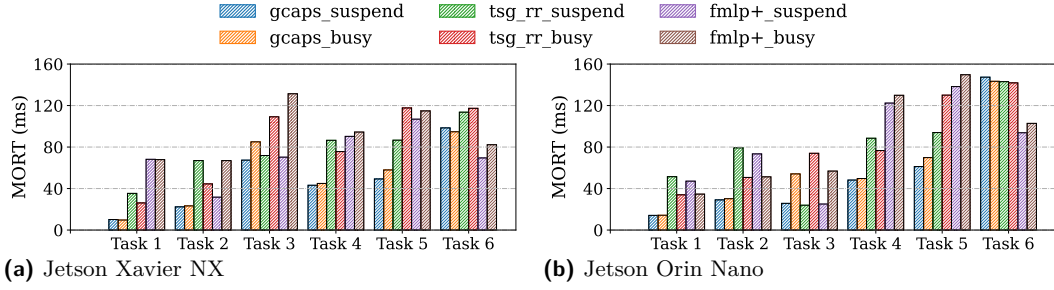 gcaps_suspend tsg_rr_suspend fmlp+_suspend
gcaps_busy tsg_rr_busy fmlp+_busy
MORT (ms)
160
120
80
40
0
Task 1 Task 2 Task 3 Task 4 Task 5 Task 6
(a) Jetson Xavier NX
MORT (ms)
160
120
80
40
0
Task 1 Task 2 Task 3 Task 4 Task 5 Task 6
(b) Jetson Orin Nano